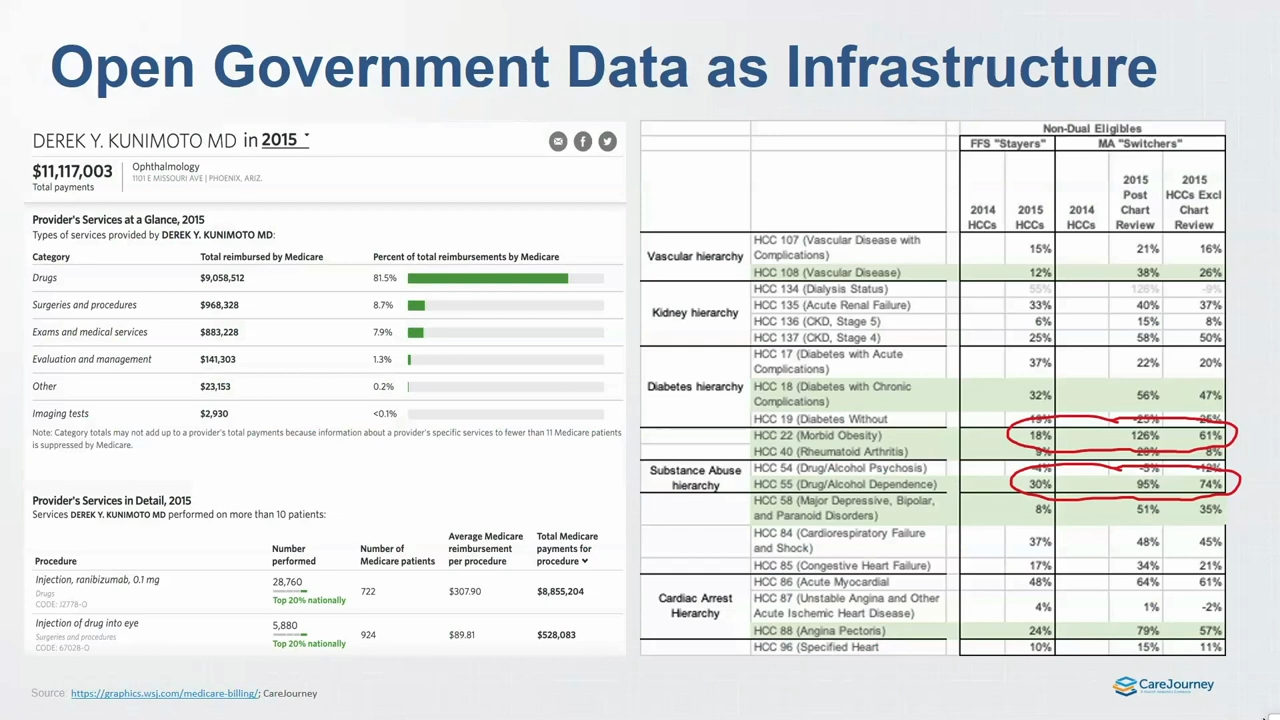 Open Government Data as Infrastructure
DEREK Y. KUNIMOTO MD in 2015
$11,117,003
Total payments
Ophthalmology
1101 E MISSOURI AVE | PHOENIX, ARIZ.
Provider's Services at a Glance, 2015
Types of services provided by DEREK Y. KUNIMOTO MD:
Category Total reimbursed by Medicare Percent of total reimbursements by Medicare
Drugs $9,058,512 81.5%
Surgeries and procedures $968,328 8.7%
Exams and medical services $883,228 7.9%
Evaluation and management $141,303 1.3%
Other $23,153 0.2%
Imaging tests $2,930 <0.1%
Note: Category totals may not add up to a provider's total payments because information about a provider's specific services to fewer than 11 Medicare patients
is suppressed by Medicare.
Provider's Services in Detail, 2015
Services DEREK Y. KUNIMOTO MD performed on more than 10 patients:
Procedure Number performed Number of Medicare patients Average Medicare reimbursement per procedure Total Medicare payments for procedure
Injection, ranibizumab, 0.1 mg 28,760 722 $307.90 $8,855,204
Drugs Top 20% nationally
CODE: J2778-O
Injection of drug into eye 5,880 924 $89.81 $528,083
Surgeries and procedures Top 20% nationally
CODE: 67028-O
Non-Dual Eligibles
FFS "Stayers" MA "Switchers"
2014 HCCs 2015 HCCs 2014 HCCs 2015 Post Chart Review 2015 HCCs Excl Chart Review
Vascular hierarchy
HCC 107 (Vascular Disease with Complications) 15% 21% 16%
HCC 108 (Vascular Disease) 12% 38% 26%
Kidney hierarchy
HCC 134 (Dialysis Status) 55% 126% -9%
HCC 135 (Acute Renal Failure) 33% 40% 37%
HCC 136 (CKD, Stage 5) 6% 15% 8%
HCC 137 (CKD, Stage 4) 25% 58% 50%
Diabetes hierarchy
HCC 17 (Diabetes with Acute Complications) 37% 22% 20%
HCC 18 (Diabetes with Chronic Complications) 32% 56% 47%
HCC 19 (Diabetes Without
HCC 22 (Morbid Obesity) 18% 126% 61%
HCC 40 (Rheumatoid Arthritis) 8%
Substance Abuse hierarchy
HCC 54 (Drug/Alcohol Psychosis)
HCC 55 (Drug/Alcohol Dependence) 30% 95% 74%
HCC 58 (Major Depressive, Bipolar, and Paranoid Disorders) 8% 51% 35%
HCC 84 (Cardiorespiratory Failure and Shock) 37% 48% 45%
HCC 85 (Congestive Heart Failure) 17% 34% 21%
Cardiac Arrest Hierarchy
HCC 86 (Acute Myocardial 48% 64% 61%
HCC 87 (Unstable Angina and Other Acute Ischemic Heart Disease) 4% 1% -2%
HCC 88 (Angina Pectoris) 24% 79% 57%
HCC 96 (Specified Heart 10% 15% 11%
Source: https://graphics.wsj.com/medicare-billing/; CareJourney
CareJourney